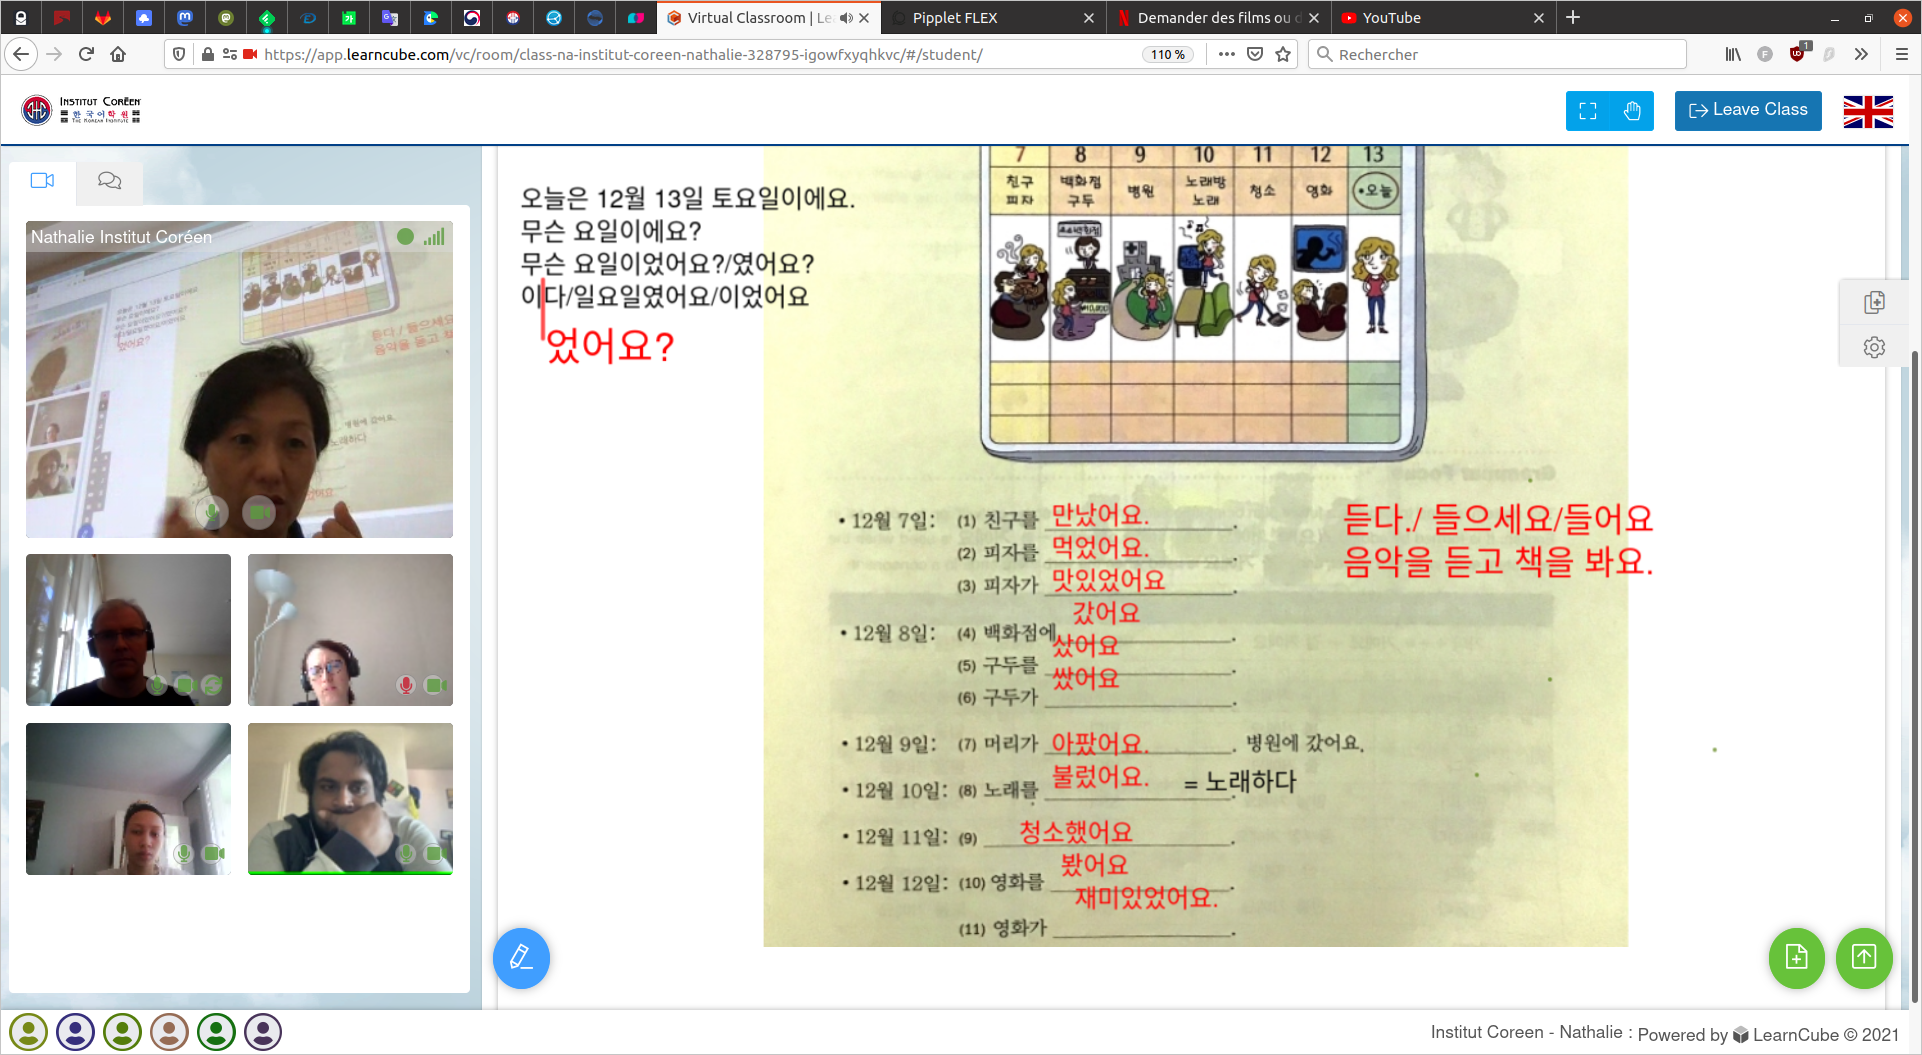 Virtual Classroom | Le
Pipplet FLEX
Demander des films ou d
YouTube
https://app.learncube.com/vc/room/class-na-institut-coreen-nathalie-328795-igowfxyqhkvc/#/student/
110 %
Rechercher
INSTITUT CORÉEN
한국어학원
THE KOREAN INSTITUTE
Leave Class
Nathalie Institut Coréen
오늘은 12월 13일 토요일이에요.
무슨 요일이에요?
무슨 요일이었어요?/였어요?
이다/일요일였어요/이었어요
었어요?
7 8 9 10 11 12 13
친구 백화점 병원 노래방 청소 영화 •오늘
피자 구두 노래
• 12월 7일: (1) 친구를 만났어요.
(2) 피자를 먹었어요.
(3) 피자가 맛있었어요
갔어요
• 12월 8일: (4) 백화점에
샀어요
(5) 구두를
쌌어요
(6) 구두가
• 12월 9일: (7) 머리가 아팠어요. 병원에 갔어요.
불렀어요. = 노래하다
• 12월 10일: (8) 노래를
• 12월 11일: (9) 청소했어요
봤어요
• 12월 12일: (10) 영화를
재미있었어요.
(11) 영화가
듣다./ 들으세요/들어요
음악을 듣고 책을 봐요.
Institut Coreen - Nathalie : Powered by LearnCube © 2021